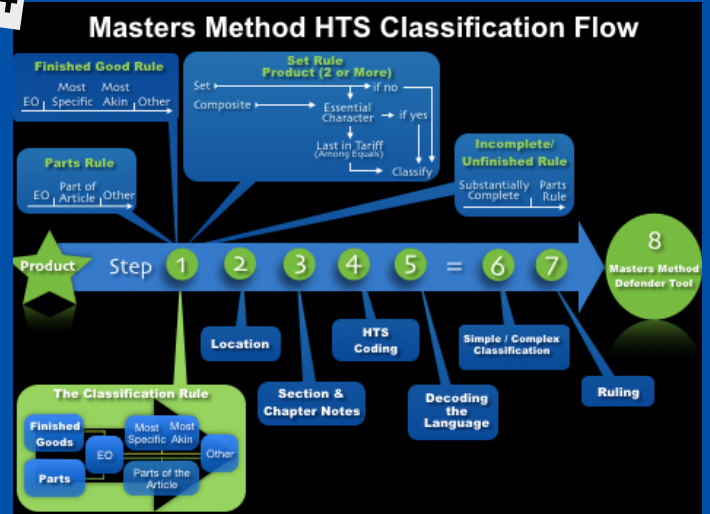 Masters Method HTS Classification Flow
Finished Good Rule
Most Most
EO Specific Akin Other
Set Rule
Product (2 or More)
Set if no
Composite Essential
Character if yes
Last in Tariff
(Among Equals)
Classify
Parts Rule
Part of
EO Article Other
Incomplete/
Unfinished Rule
Substantially Parts
Complete Rule
Product Step 1 2 3 4 5 = 6 7
8
Masters Method
Defender Tool
Location
Section &
Chapter Notes
HTS
Coding
Decoding
the
Language
Simple / Complex
Classification
Ruling
The Classification Rule
Finished
Goods
Parts
EO
Most Most
Specific Akin
Parts of the
Article
Other